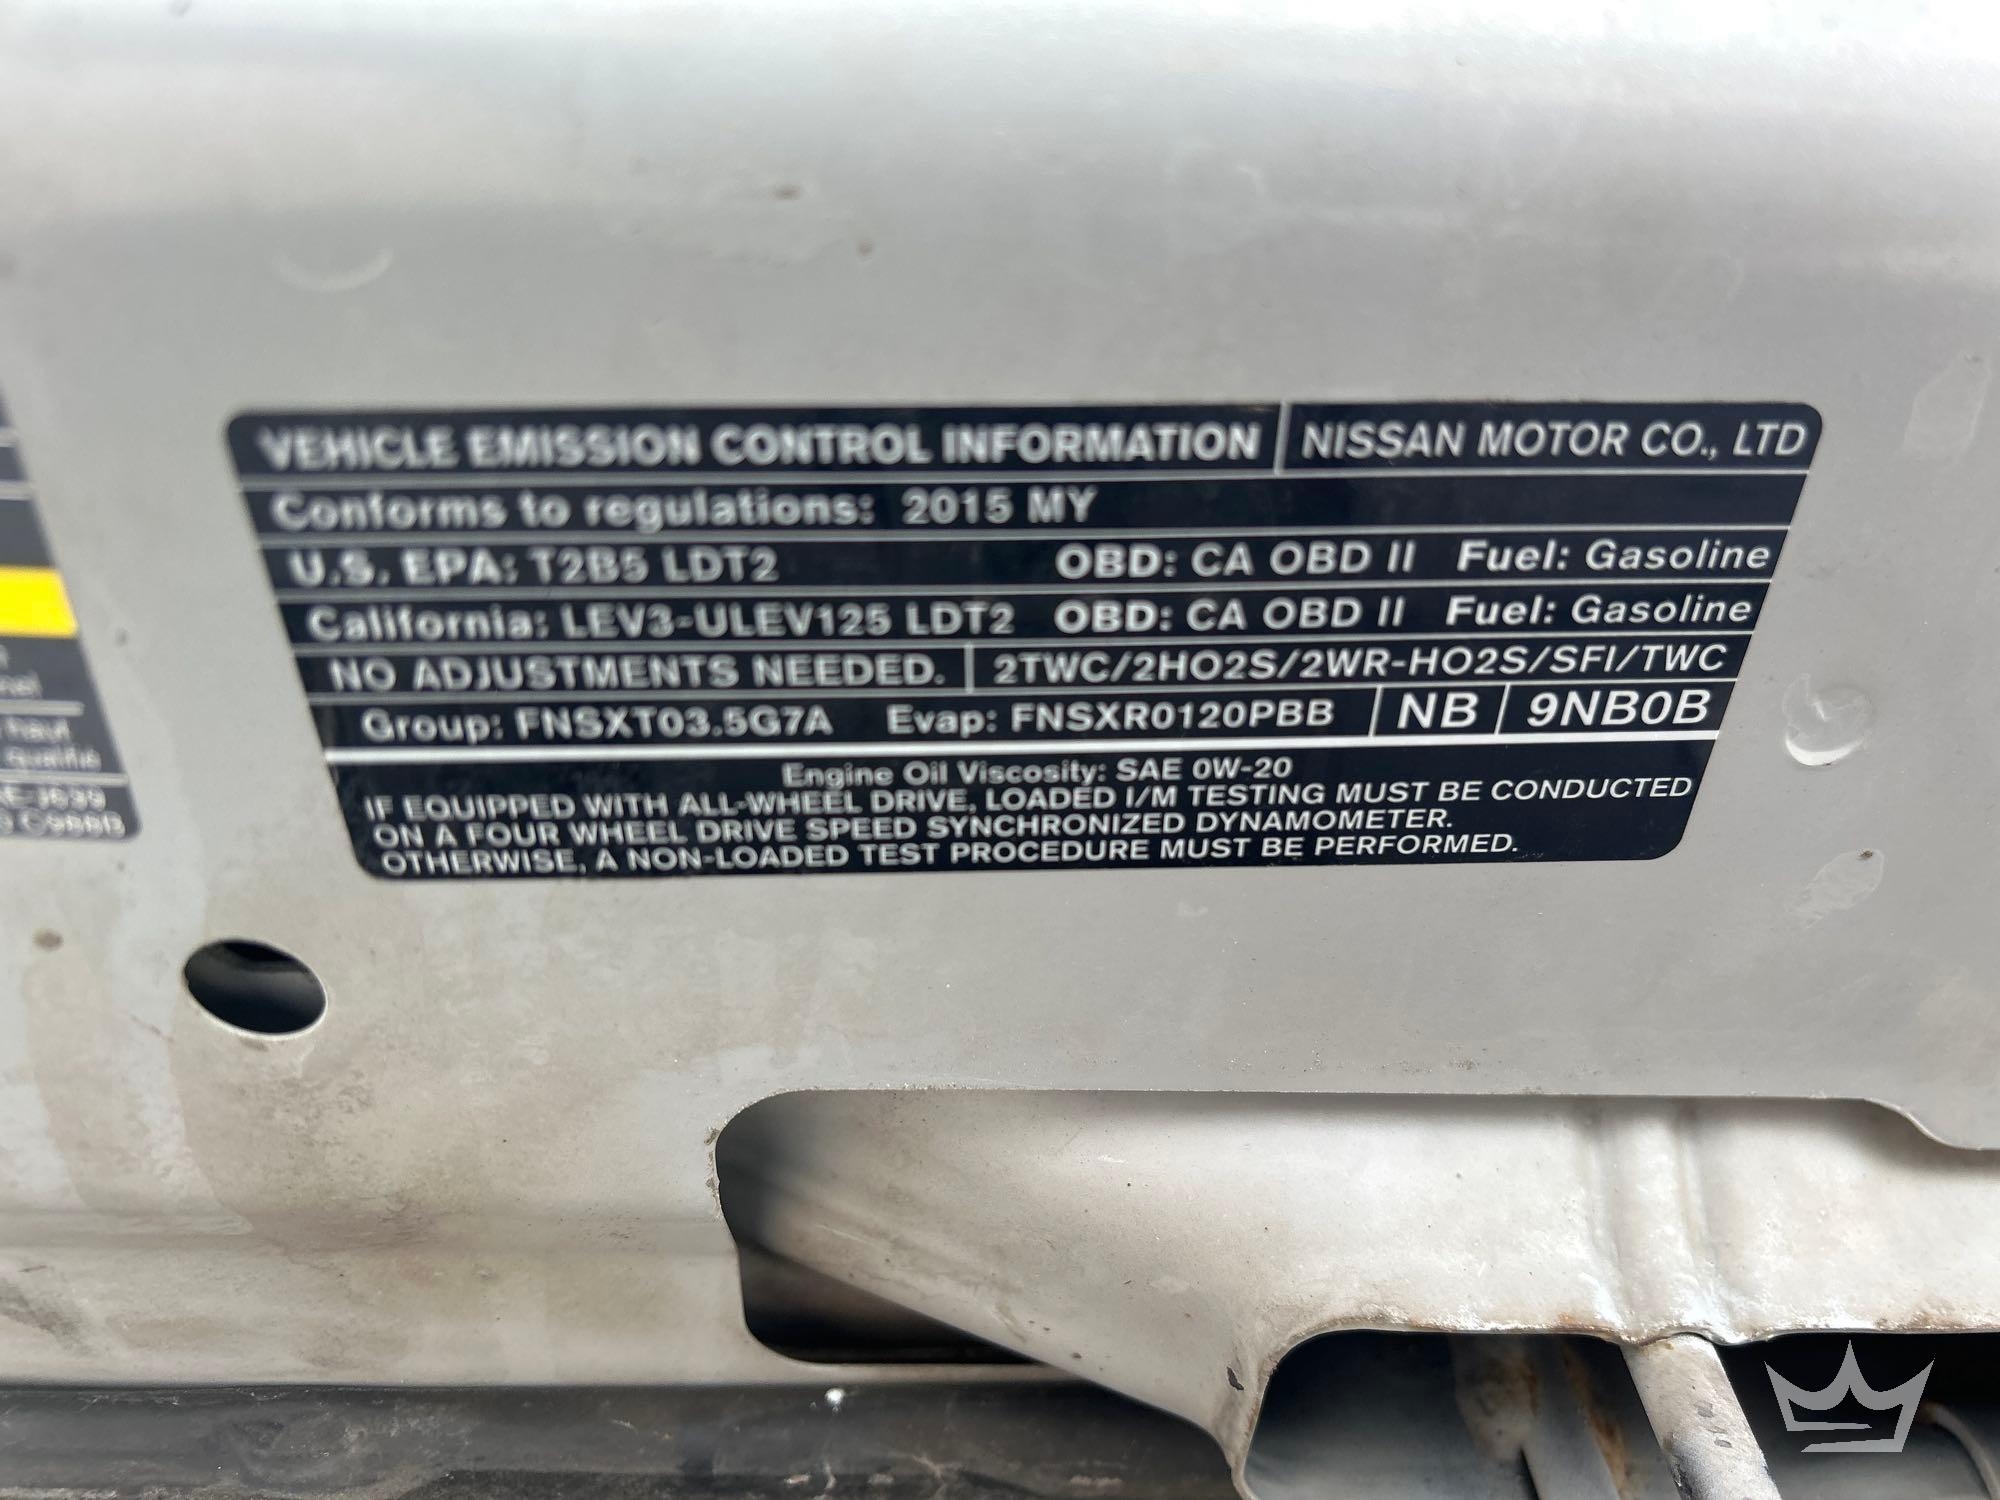 VEHICLE EMISSION CONTROL INFORMATION NISSAN MOTOR CO., LTD
Conforms to regulations: 2015 MY
U.S. EPA: T2B5 LDT2 OBD: CA OBD II Fuel: Gasoline
California: LEV3-ULEV125 LDT2 OBD: CA OBD II Fuel: Gasoline
NO ADJUSTMENTS NEEDED. 2TWC/2HO2S/2WR-HO2S/SFI/TWC
Group: FNSXT03.5G7A Evap: FNSXR0120PBB NB 9NB0B
Engine Oil Viscosity: SAE 0W-20
IF EQUIPPED WITH ALL-WHEEL DRIVE, LOADED I/M TESTING MUST BE CONDUCTED
ON A FOUR WHEEL DRIVE SPEED SYNCHRONIZED DYNAMOMETER.
OTHERWISE, A NON-LOADED TEST PROCEDURE MUST BE PERFORMED.
haut
qualifié